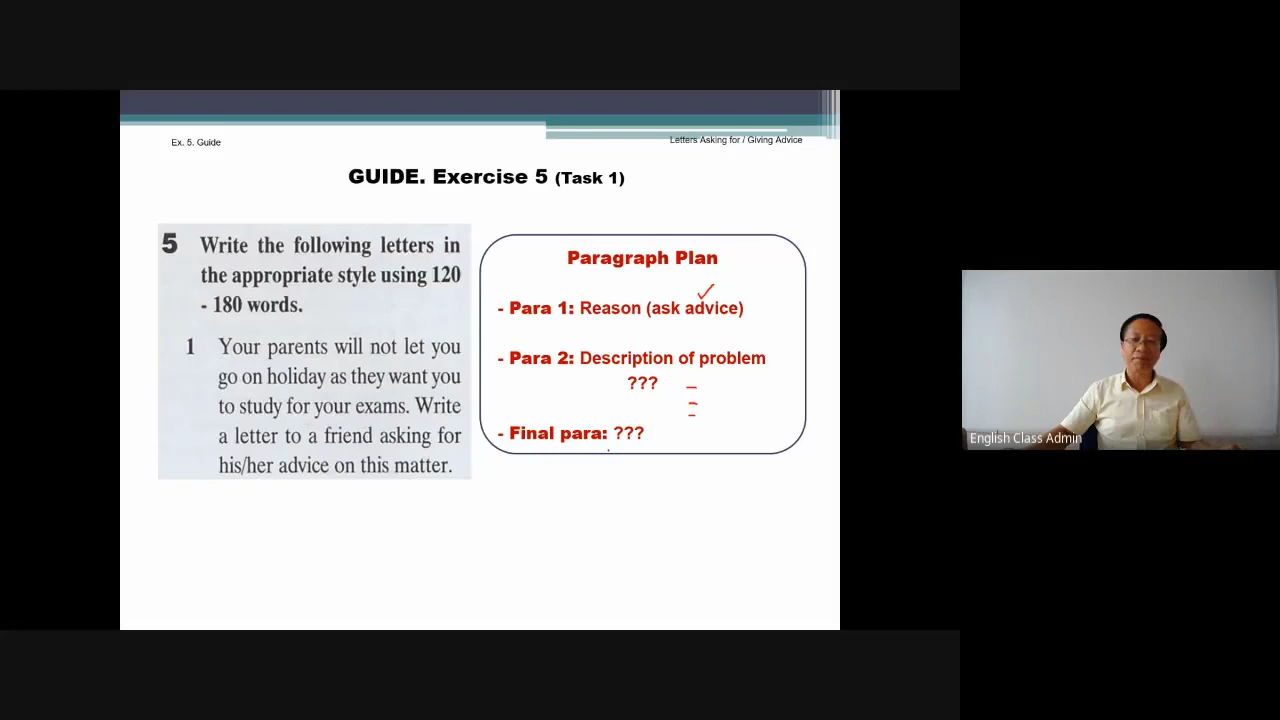 Ex. 5. Guide
Letters Asking for / Giving Advice
GUIDE. Exercise 5 (Task 1)
5 Write the following letters in
the appropriate style using 120
- 180 words.
1 Your parents will not let you
go on holiday as they want you
to study for your exams. Write
a letter to a friend asking for
his/her advice on this matter.
Paragraph Plan
- Para 1: Reason (ask advice)
- Para 2: Description of problem
???
- Final para: ???
English Class Admin